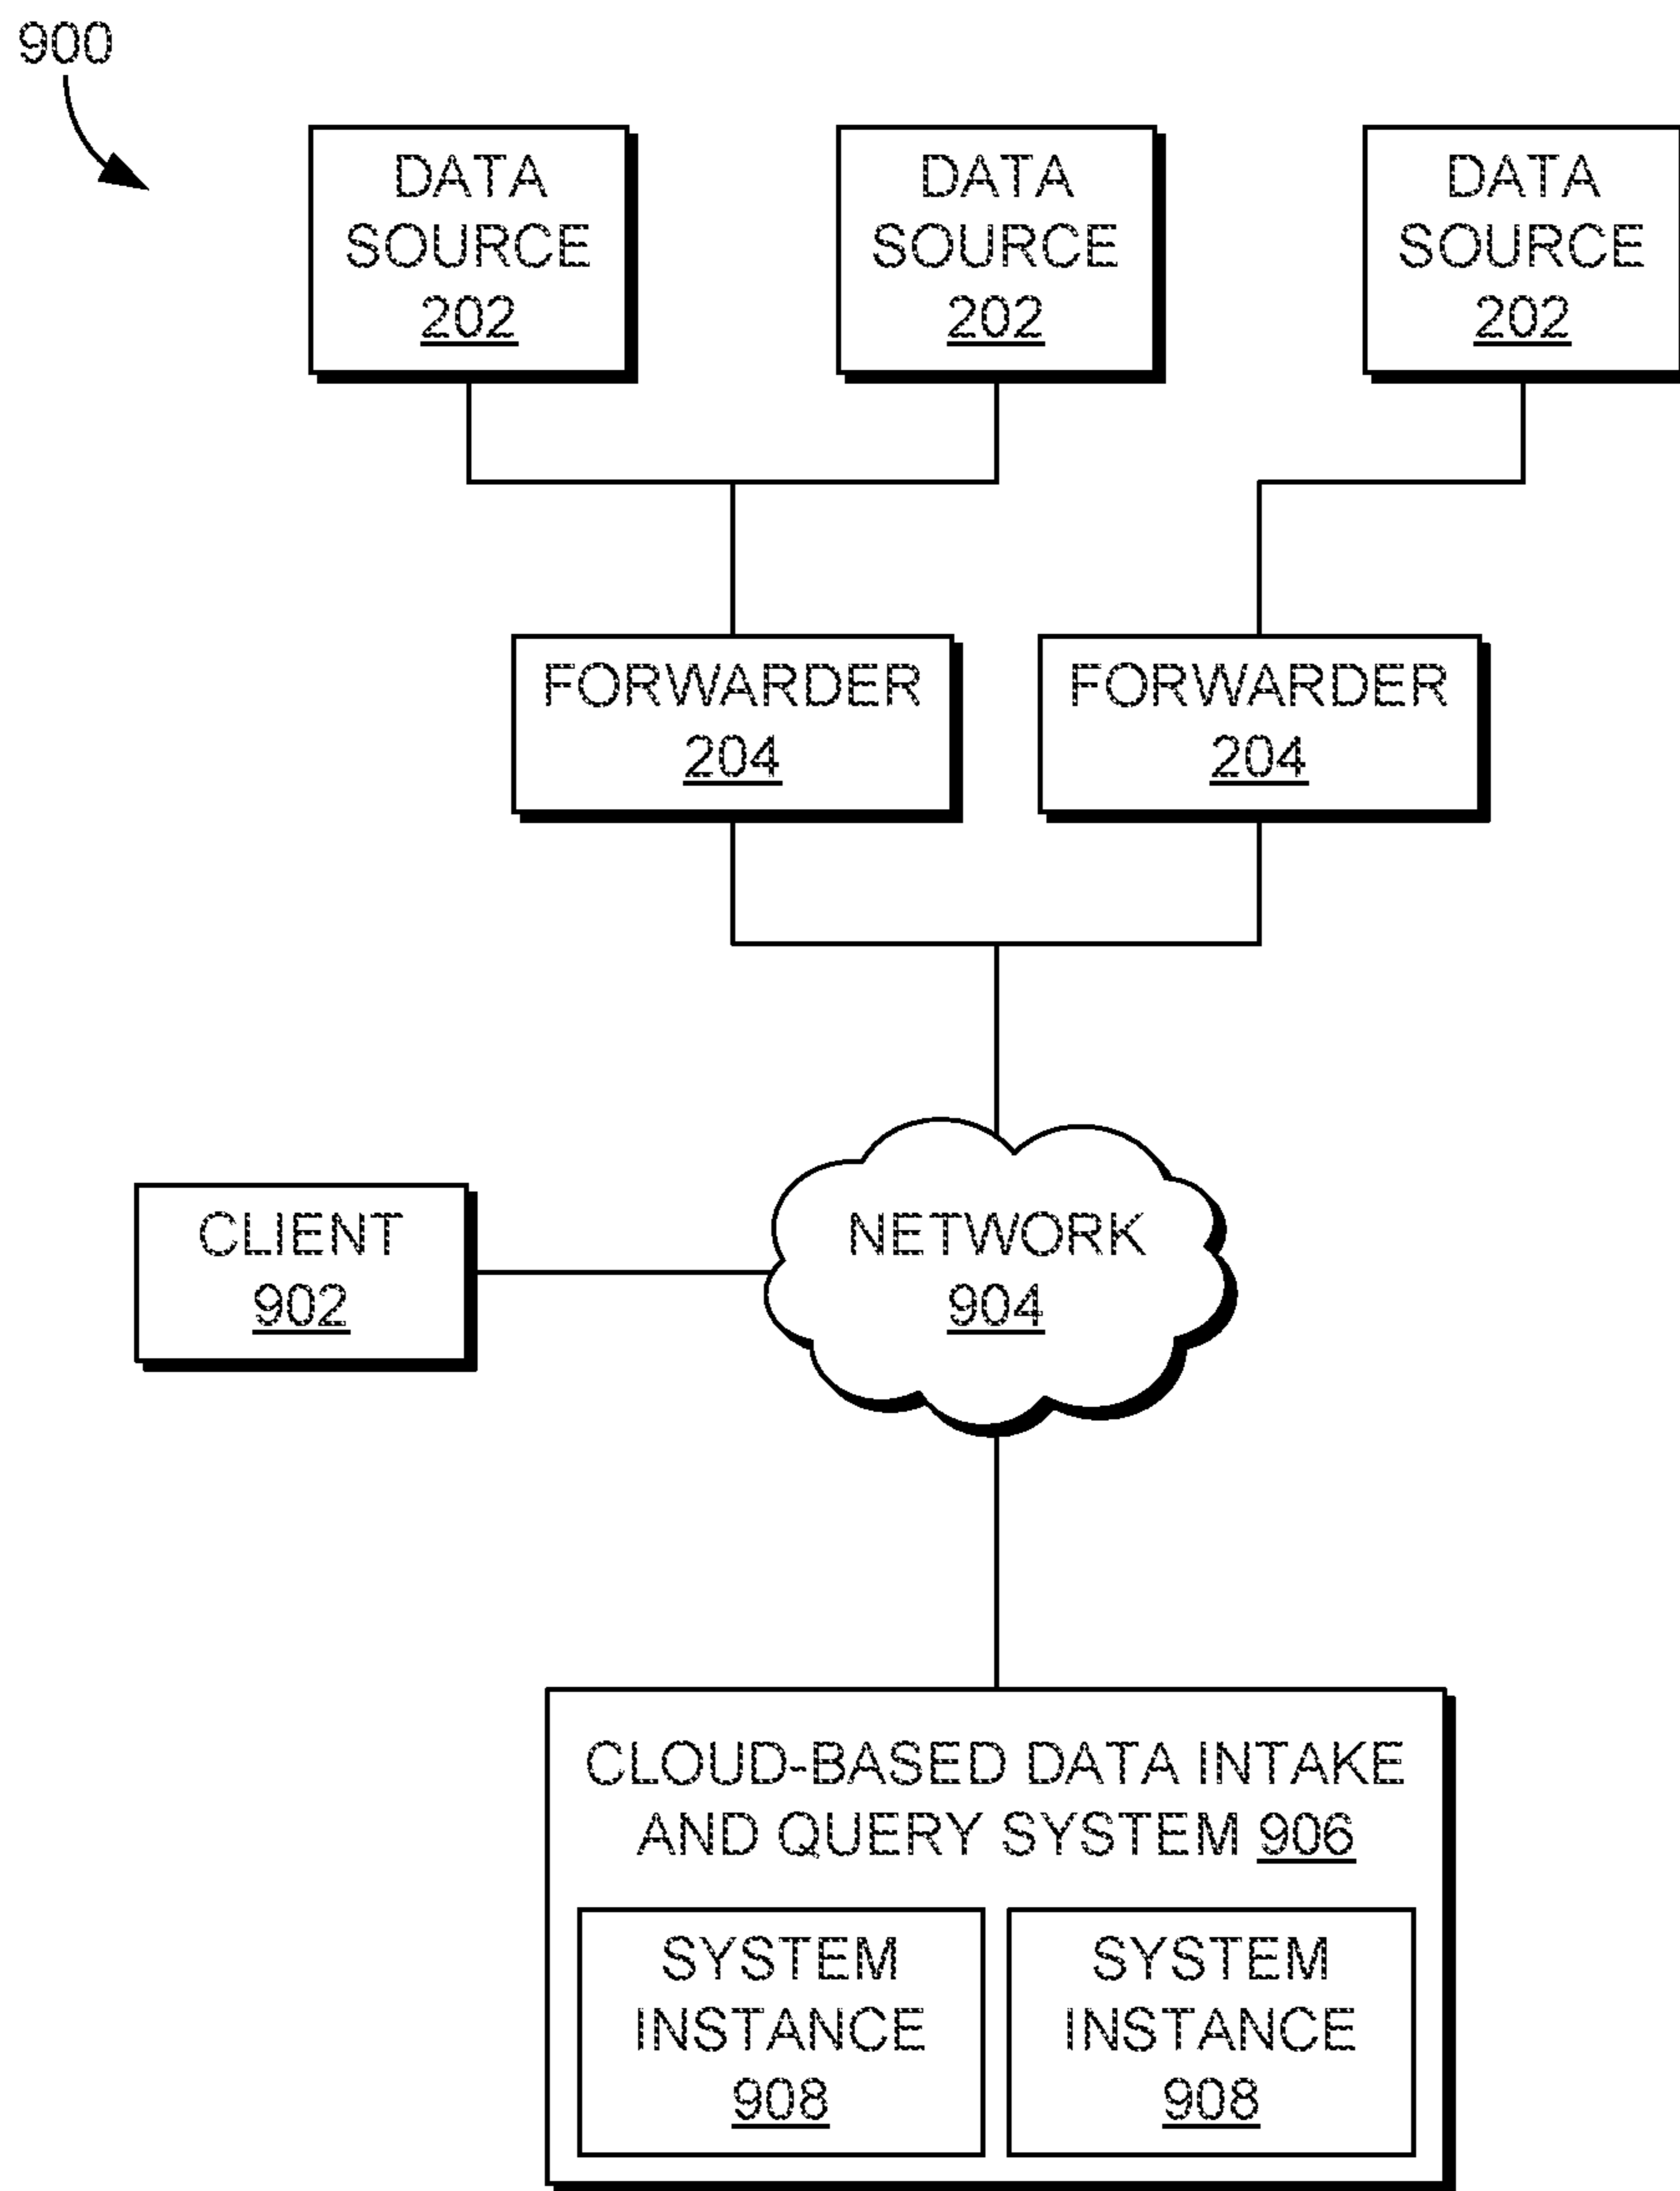 900
DATA
SOURCE
202
DATA
SOURCE
202
DATA
SOURCE
202
FORWARDER
204
FORWARDER
204
CLIENT
902
NETWORK
904
CLOUD-BASED DATA INTAKE
AND QUERY SYSTEM 906
SYSTEM
INSTANCE
908
SYSTEM
INSTANCE
908